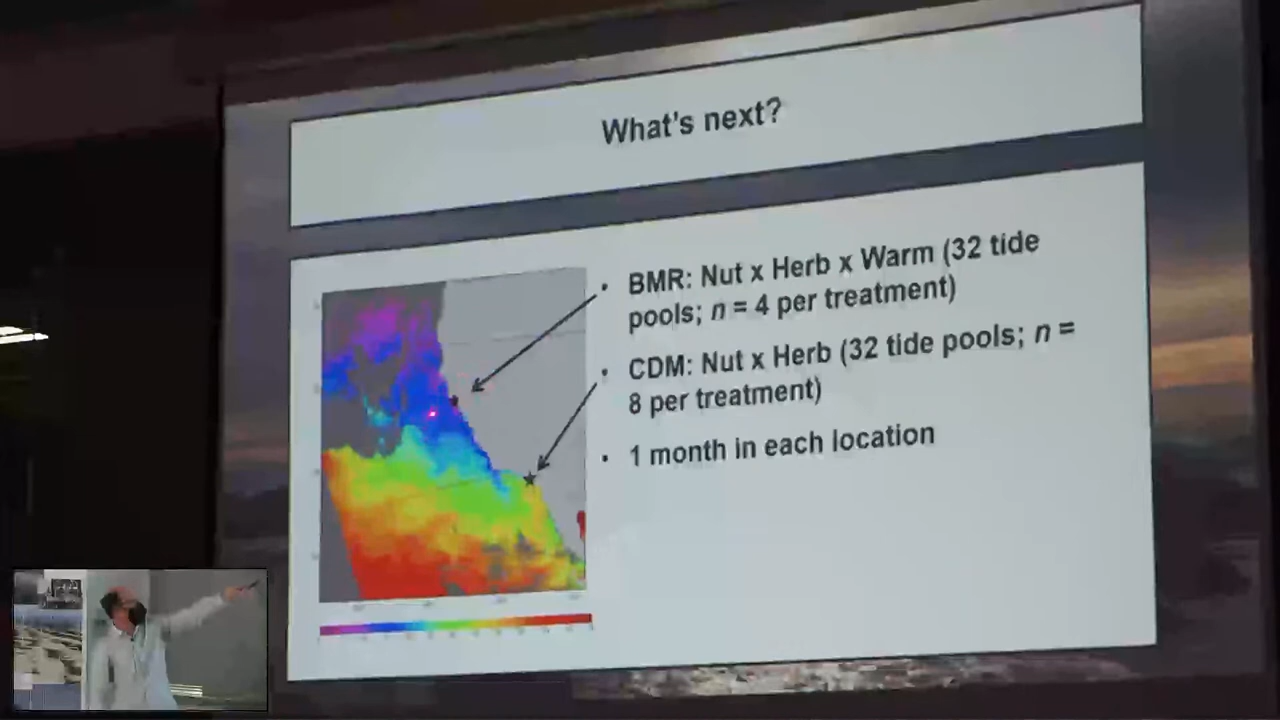 What's next?
• BMR: Nut x Herb x Warm (32 tide
pools; n = 4 per treatment)
• CDM: Nut x Herb (32 tide pools; n =
8 per treatment)
• 1 month in each location